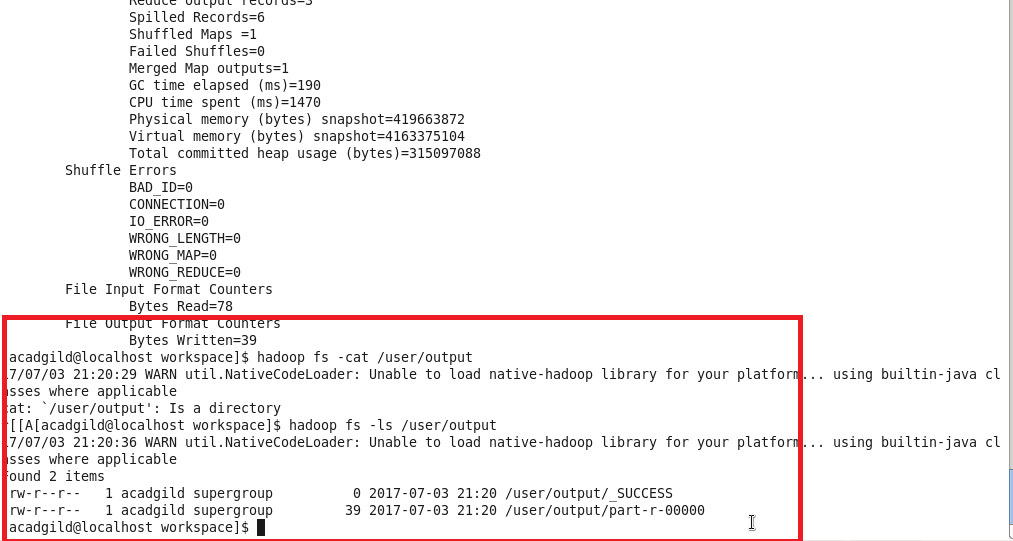 Reduce output records=3
Spilled Records=6
Shuffled Maps =1
Failed Shuffles=0
Merged Map outputs=1
GC time elapsed (ms)=190
CPU time spent (ms)=1470
Physical memory (bytes) snapshot=419663872
Virtual memory (bytes) snapshot=4163375104
Total committed heap usage (bytes)=315097088
Shuffle Errors
BAD_ID=0
CONNECTION=0
IO_ERROR=0
WRONG_LENGTH=0
WRONG_MAP=0
WRONG_REDUCE=0
File Input Format Counters
Bytes Read=78
File Output Format Counters
Bytes Written=39
acadgild@localhost workspace]$ hadoop fs -cat /user/output
7/07/03 21:20:29 WARN util.NativeCodeLoader: Unable to load native-hadoop library for your platform... using builtin-java cl
asses where applicable
cat: `/user/output': Is a directory
[[A[acadgild@localhost workspace]$ hadoop fs -ls /user/output
7/07/03 21:20:36 WARN util.NativeCodeLoader: Unable to load native-hadoop library for your platform... using builtin-java cl
asses where applicable
Found 2 items
rw-r--r--   1 acadgild supergroup          0 2017-07-03 21:20 /user/output/_SUCCESS
rw-r--r--   1 acadgild supergroup         39 2017-07-03 21:20 /user/output/part-r-00000
acadgild@localhost workspace]$